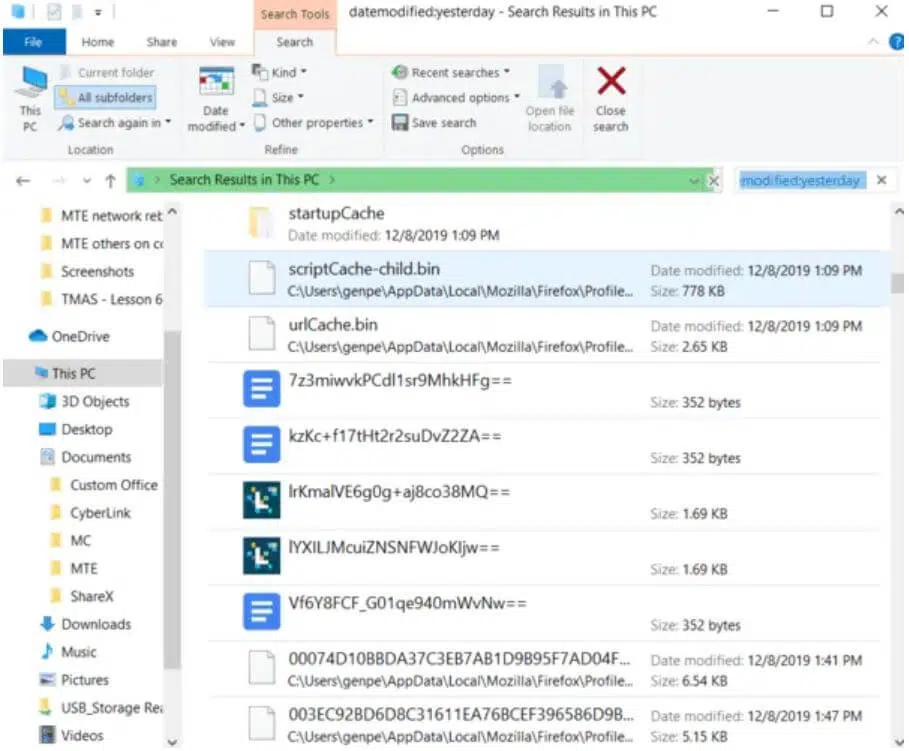 Search Tools
datemodified:yesterday - Search Results in This PC
File
Home
Share
View
Search
This PC
Current folder
All subfolders
Search again in
Location
Date modified
Kind
Size
Other properties
Refine
Recent searches
Advanced options
Save search
Open file location
Options
Close search
Search Results in This PC
modified:yesterday
MTE network ret
MTE others on co
Screenshots
TMAS - Lesson 6
OneDrive
This PC
3D Objects
Desktop
Documents
Custom Office
CyberLink
MC
MTE
ShareX
Downloads
Music
Pictures
USB_Storage Rea
Videos
startupCache
Date modified: 12/8/2019 1:09 PM
scriptCache-child.bin
Date modified: 12/8/2019 1:09 PM
C:\Users\genpe\AppData\Local\Mozilla\Firefox\Profile...
Size: 778 KB
urlCache.bin
Date modified: 12/8/2019 1:09 PM
C:\Users\genpe\AppData\Local\Mozilla\Firefox\Profile...
Size: 2.65 KB
7z3miwvkPCdl1sr9MhkHFg==
Size: 352 bytes
kzKc+f17tHt2r2suDvZ2ZA==
Size: 352 bytes
lrKmalVE6g0g+aj8co38MQ==
Size: 1.69 KB
lYXILJMcuiZNSNFWJoKljw==
Size: 1.69 KB
Vf6Y8FCF_G01qe940mWvNw==
Size: 352 bytes
00074D10BBDA37C3EB7AB1D9B95F7AD04F...
Date modified: 12/8/2019 1:41 PM
C:\Users\genpe\AppData\Local\Mozilla\Firefox\Profile...
Size: 6.54 KB
003EC92BD6D8C31611EA76BCEF396586D9B...
Date modified: 12/8/2019 1:47 PM
C:\Users\genpe\AppData\Local\Mozilla\Firefox\Profile...
Size: 5.15 KB